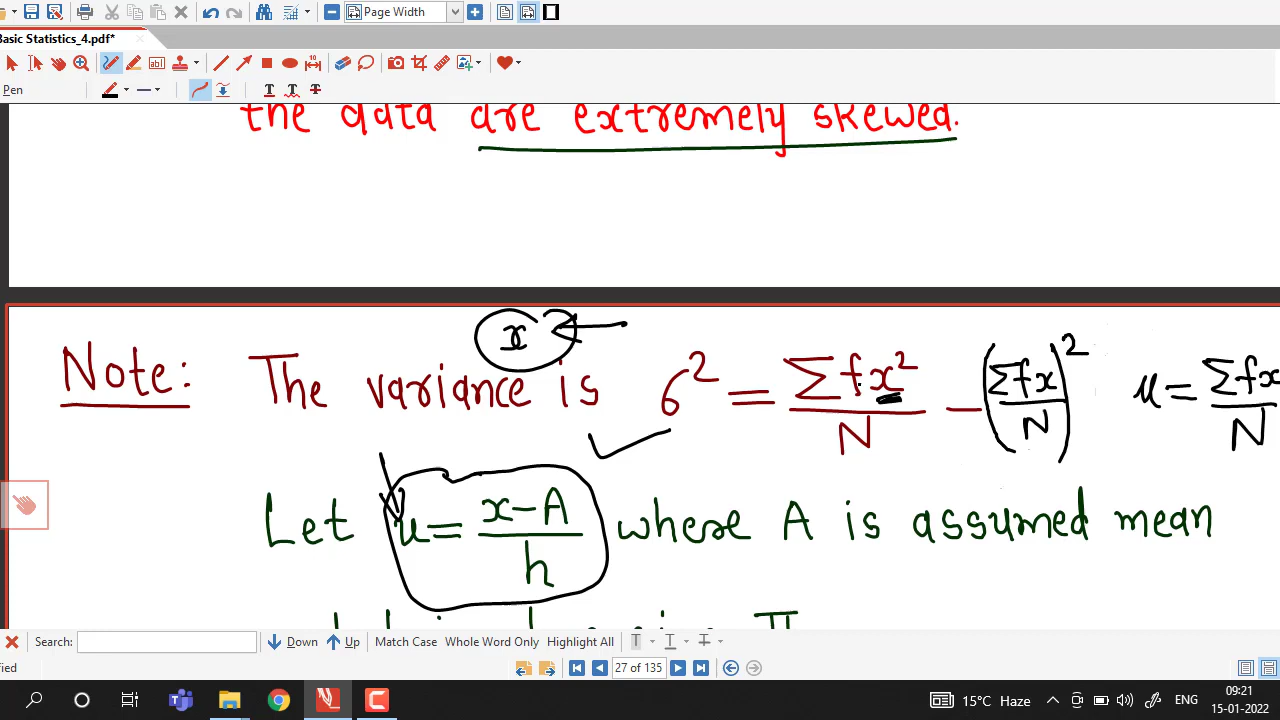 Page Width
Basic Statistics_4.pdf*
Pen
the data are extremely skewed.
x
Note: The variance is σ² = Σfx²/N − (Σfx/N)² u = Σfx/N
Let u = x−A/h where A is assumed mean
Search: Down Up Match Case Whole Word Only Highlight All T T T
fied 27 of 135
15°C Haze ENG 09:21
15-01-2022